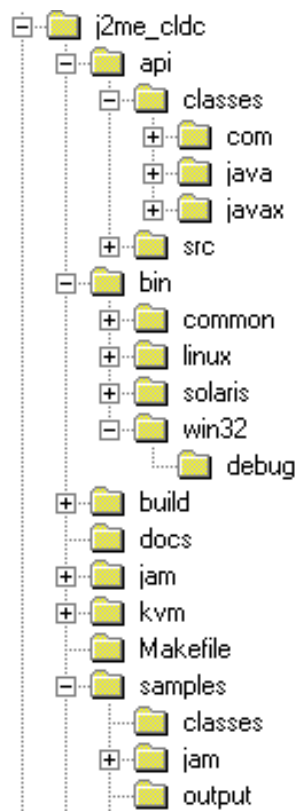 j2me_cldc
api
classes
com
java
javax
src
bin
common
linux
solaris
win32
debug
build
docs
jam
kvm
Makefile
samples
classes
jam
output